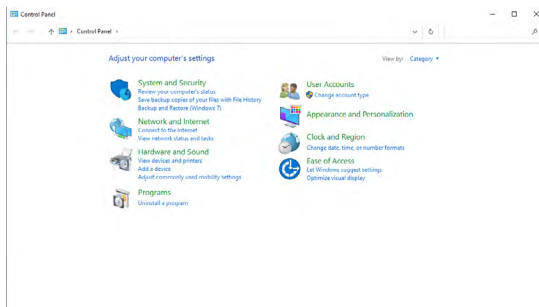 Control Panel
Control Panel
Adjust your computer's settings
View by: Category
System and Security
Review your computer's status
Save backup copies of your files with File History
Backup and Restore (Windows 7)
Network and Internet
Connect to the Internet
View network status and tasks
Hardware and Sound
View devices and printers
Add a device
Adjust commonly used mobility settings
Programs
Uninstall a program
User Accounts
Change account type
Appearance and Personalization
Clock and Region
Change date, time, or number formats
Ease of Access
Let Windows suggest settings
Optimize visual display